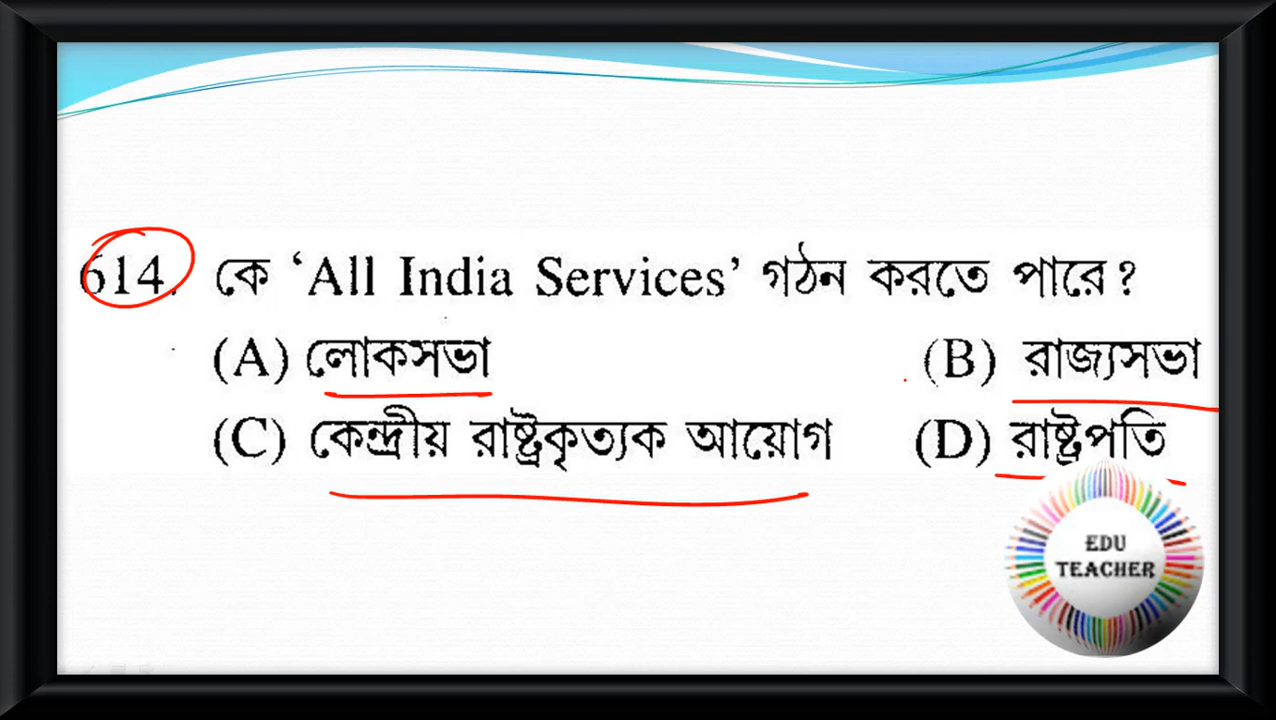 614. কে ‘All India Services’ গঠন করতে পারে?
(A) লোকসভা (B) রাজ্যসভা
(C) কেন্দ্রীয় রাষ্ট্রকৃত্যক আয়োগ (D) রাষ্ট্রপতি
EDU
TEACHER